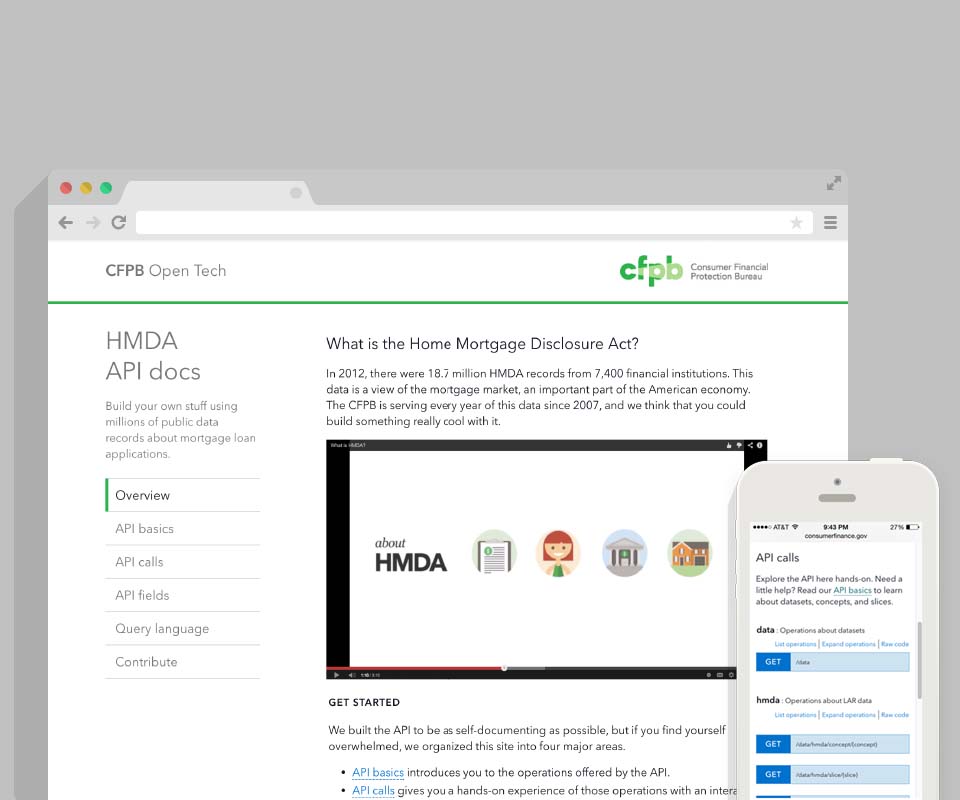 CFPB Open Tech
cfpb Consumer Financial
Protection Bureau
HMDA
API docs
Build your own stuff using
millions of public data
records about mortgage loan
applications.
Overview
API basics
API calls
API fields
Query language
Contribute
What is the Home Mortgage Disclosure Act?
In 2012, there were 18.7 million HMDA records from 7,400 financial institutions. This
data is a view of the mortgage market, an important part of the American economy.
The CFPB is serving every year of this data since 2007, and we think that you could
build something really cool with it.
What is HMDA?
about
HMDA
GET STARTED
We built the API to be as self-documenting as possible, but if you find yourself
overwhelmed, we organized this site into four major areas.
• API basics introduces you to the operations offered by the API.
• API calls gives you a hands-on experience of those operations with an intera
AT&T 9:43 PM 27%
consumerfinance.gov
API calls
Explore the API here hands-on. Need a
little help? Read our API basics to learn
about datasets, concepts, and slices.
data : Operations about datasets
List operations | Expand operations | Raw code
GET /data
hmda : Operations about LAR data
List operations | Expand operations | Raw code
GET /data/hmda/concept/{concept}
GET /data/hmda/slice/{slice}